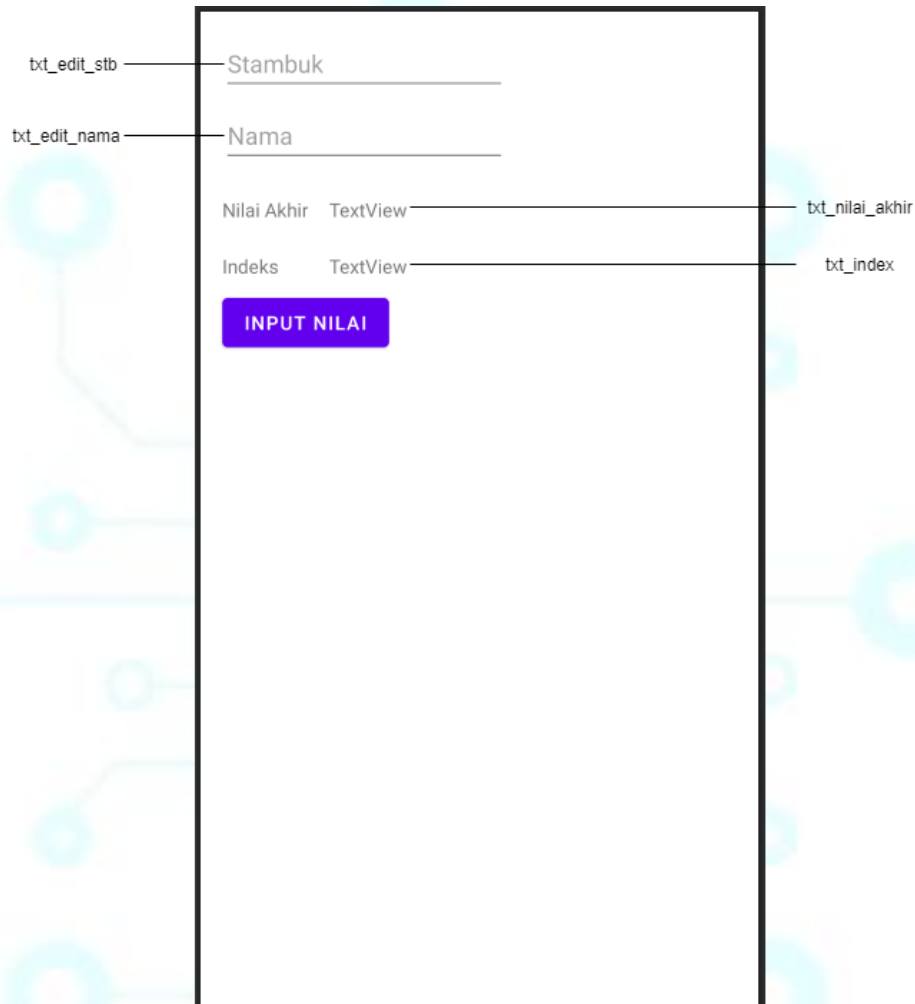 txt_edit_stb
Stambuk
txt_edit_nama
Nama
Nilai Akhir TextView txt_nilai_akhir
Indeks TextView txt_index
INPUT NILAI